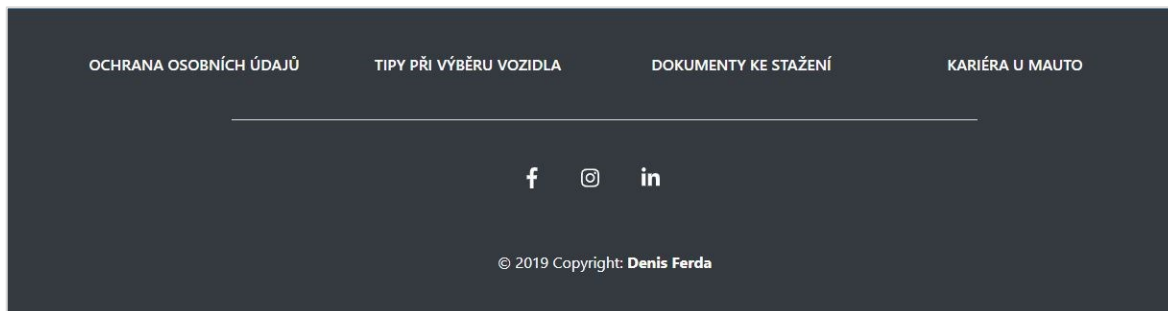 OCHRANA OSOBNÍCH ÚDAJŮ TIPY PŘI VÝBĚRU VOZIDLA DOKUMENTY KE STAŽENÍ KARIÉRA U MAUTO
© 2019 Copyright: Denis Ferda